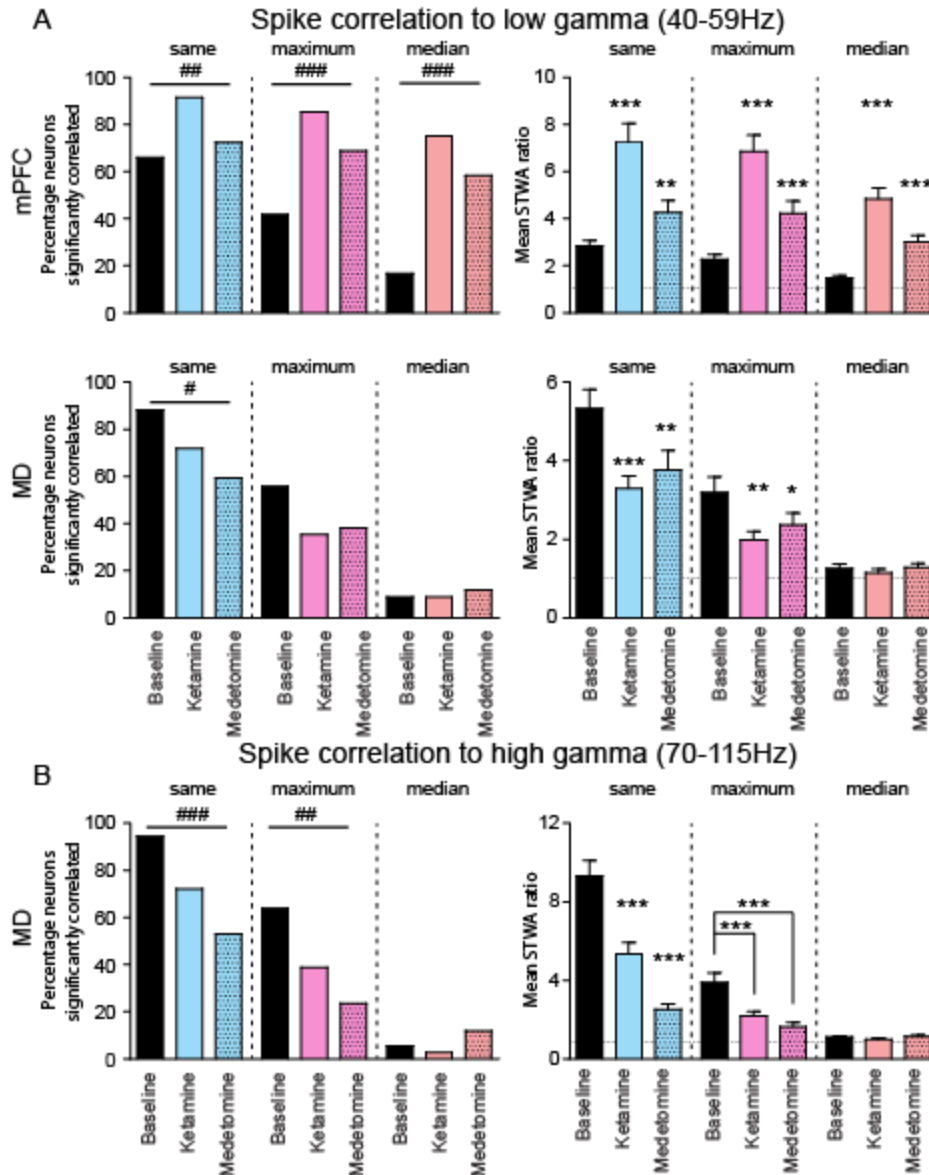 A
Spike correlation to low gamma (40-59Hz)
same maximum median
## ### ###
mPFC
Percentage neurons
significantly correlated
100
80
60
40
20
0
same maximum median
*** *** ***
** *** ***
Mean STWA ratio
10
8
6
4
2
0
same maximum median
#
MD
Percentage neurons
significantly correlated
100
80
60
40
20
0
Baseline
Ketamine
Medetomine
Baseline
Ketomine
Medetomine
Baseline
Ketamine
Medetomine
same maximum median
*** ** ** *
Mean STWA ratio
6
4
2
0
Baseline
Ketamine
Medetomine
Baseline
Ketamine
Medetomine
Baseline
Ketamine
Medetomine
B
Spike correlation to high gamma (70-115Hz)
same maximum median
### ##
MD
Percentage neurons
significantly correlated
100
80
60
40
20
0
Baseline
Ketamine
Medetomine
Baseline
Ketamine
Medetomine
Baseline
Ketamine
Medetomine
same maximum median
*** *** *** ***
Mean STWA ratio
12
8
4
0
Baseline
Ketamine
Medetomine
Baseline
Ketamine
Medetomine
Baseline
Ketamine
Medetomine